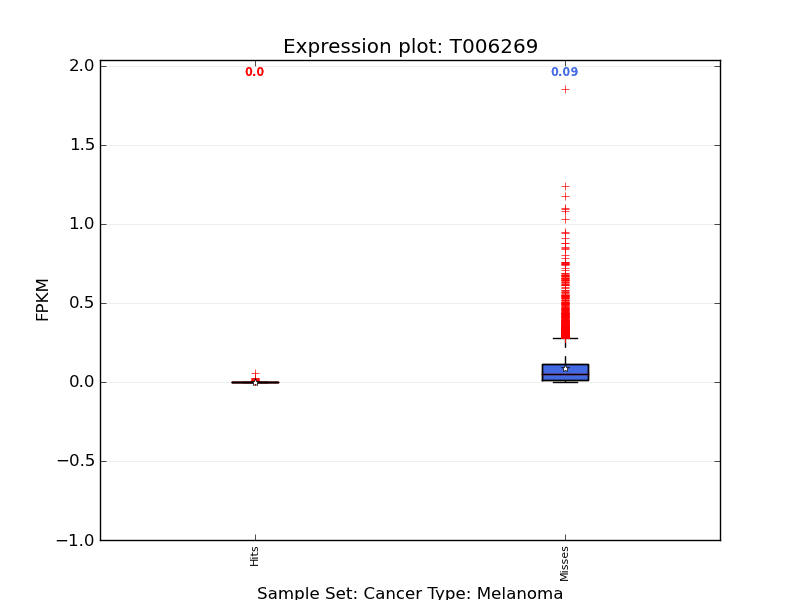 Expression plot: T006269
0.0
0.09
2.0
1.5
1.0
0.5
0.0
−0.5
−1.0
FPKM
Hits
Misses
Sample Set: Cancer Type: Melanoma